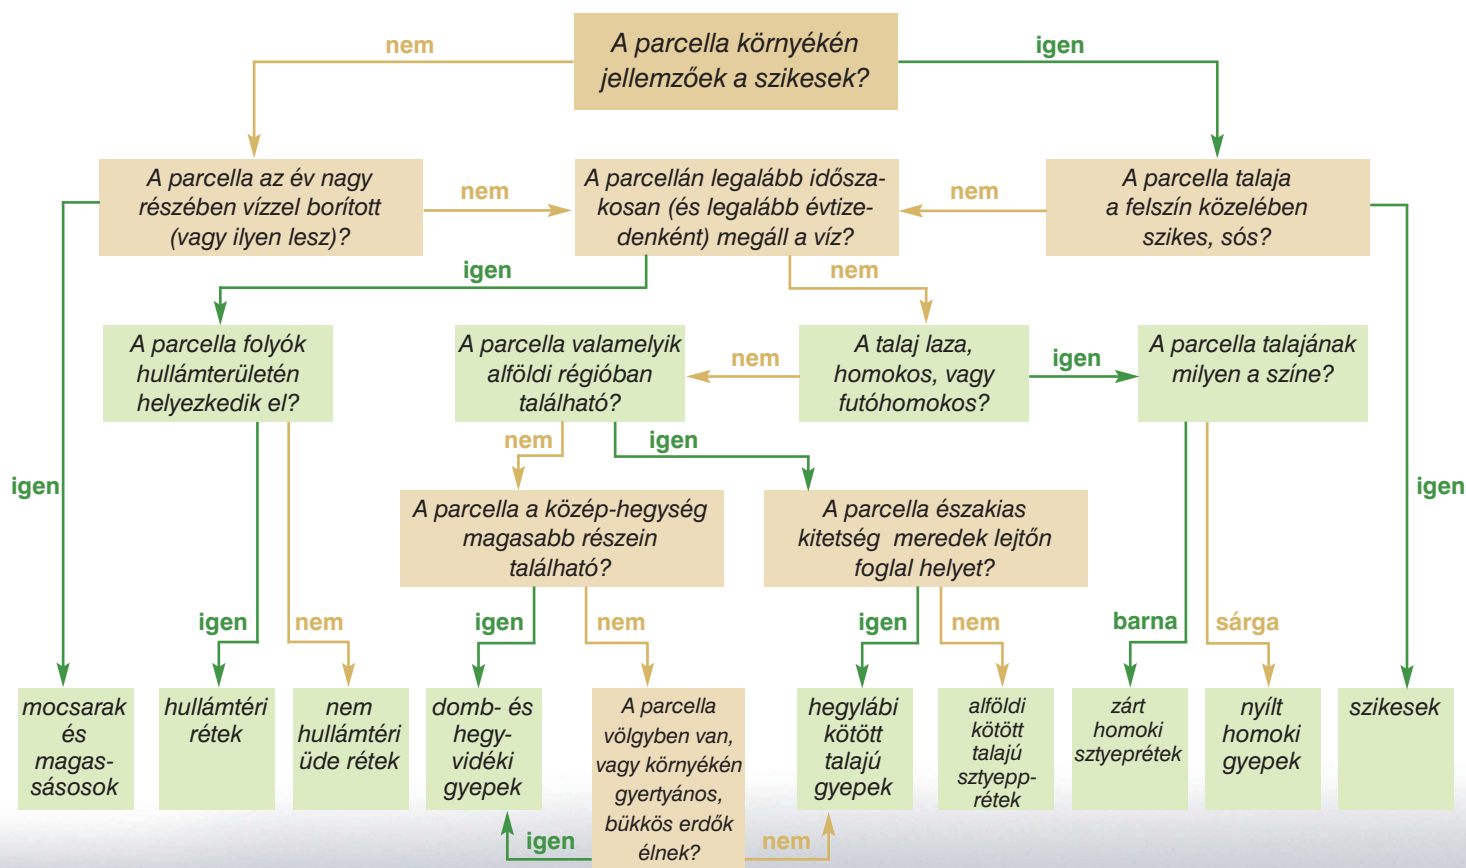 A parcella környékén
jellemzőek a szikesek?
nem
igen
A parcella az év nagy
részében vízzel borított
(vagy ilyen lesz)?
nem
A parcellán legalább idősza-
kosan (és legalább évtize-
denként) megáll a víz?
nem
A parcella talaja
a felszín közelében
szikes, sós?
igen
nem
A parcella folyók
hullámterületén
helyezkedik el?
A parcella valamelyik
alföldi régióban
található?
nem
A talaj laza,
homokos, vagy
futóhomokos?
igen
A parcella talajának
milyen a színe?
nem
igen
igen
igen
A parcella a közép-hegység
magasabb részein
található?
A parcella északias
kitetség meredek lejtőn
foglal helyet?
igen
nem
igen
nem
igen
nem
barna
sárga
mocsarak
és
magas-
sásosok
hullámtéri
rétek
nem
hullámtéri
üde rétek
domb- és
hegy-
vidéki
gyepek
A parcella
völgyben van,
vagy környékén
gyertyános,
bükkös erdők
élnek?
hegylábi
kötött
talajú
gyepek
alföldi
kötött
talajú
sztyepp-
rétek
zárt
homoki
sztyeprétek
nyílt
homoki
gyepek
szikesek
igen
nem